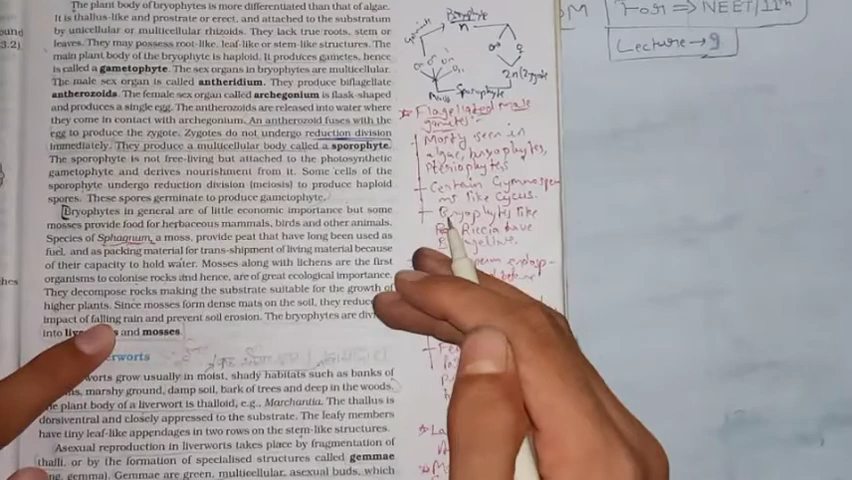 The plant body of bryophytes is more differentiated than that of algae.
It is thallus-like and prostrate or erect, and attached to the substratum
by unicellular or multicellular rhizoids. They lack true roots, stem or
leaves. They may possess root-like, leaf-like or stem-like structures. The
main plant body of the bryophyte is haploid. It produces gametes, hence
is called a gametophyte. The sex organs in bryophytes are multicellular.
The male sex organ is called antheridium. They produce biflagellate
antherozoids. The female sex organ called archegonium is flask-shaped
and produces a single egg. The antherozoids are released into water where
they come in contact with archegonium. An antherozoid fuses with the
egg to produce the zygote. Zygotes do not undergo reduction division
immediately. They produce a multicellular body called a sporophyte.
The sporophyte is not free-living but attached to the photosynthetic
gametophyte and derives nourishment from it. Some cells of the
sporophyte undergo reduction division (meiosis) to produce haploid
spores. These spores germinate to produce gametophyte.
Bryophytes in general are of little economic importance but some
mosses provide food for herbaceous mammals, birds and other animals.
Species of Sphagnum, a moss, provide peat that have long been used as
fuel, and as packing material for trans-shipment of living material because
of their capacity to hold water. Mosses along with lichens are the first
organisms to colonise rocks and hence, are of great ecological importance.
They decompose rocks making the substrate suitable for the growth of
higher plants. Since mosses form dense mats on the soil, they reduce
impact of falling rain and prevent soil erosion. The bryophytes are
into and mosses.
grow usually in moist, shady habitats such as banks of
marshy ground, damp soil, bark of trees and deep in the woods.
plant body of a liverwort is thalloid, e.g., Marchantia. The thallus is
dorsiventral and closely appressed to the substrate. The leafy members
have tiny leaf-like appendages in two rows on the stem-like structures.
Asexual reproduction in liverworts takes place by fragmentation of
thalli, or by the formation of specialised structures called gemmae
(sing. gemma). Gemmae are green, multicellular, asexual buds, which
3.2)
Bryophyte
n
2n (Zygote
Sporophyte
Flagellated male
gametes:-
Mostly seen in
algae, bryophytes,
Pteridophytes
Certain Gymnosper
ms like Cycus.
Bryophytes like
Riccia have
For => NEET/11th
Lecture → 9